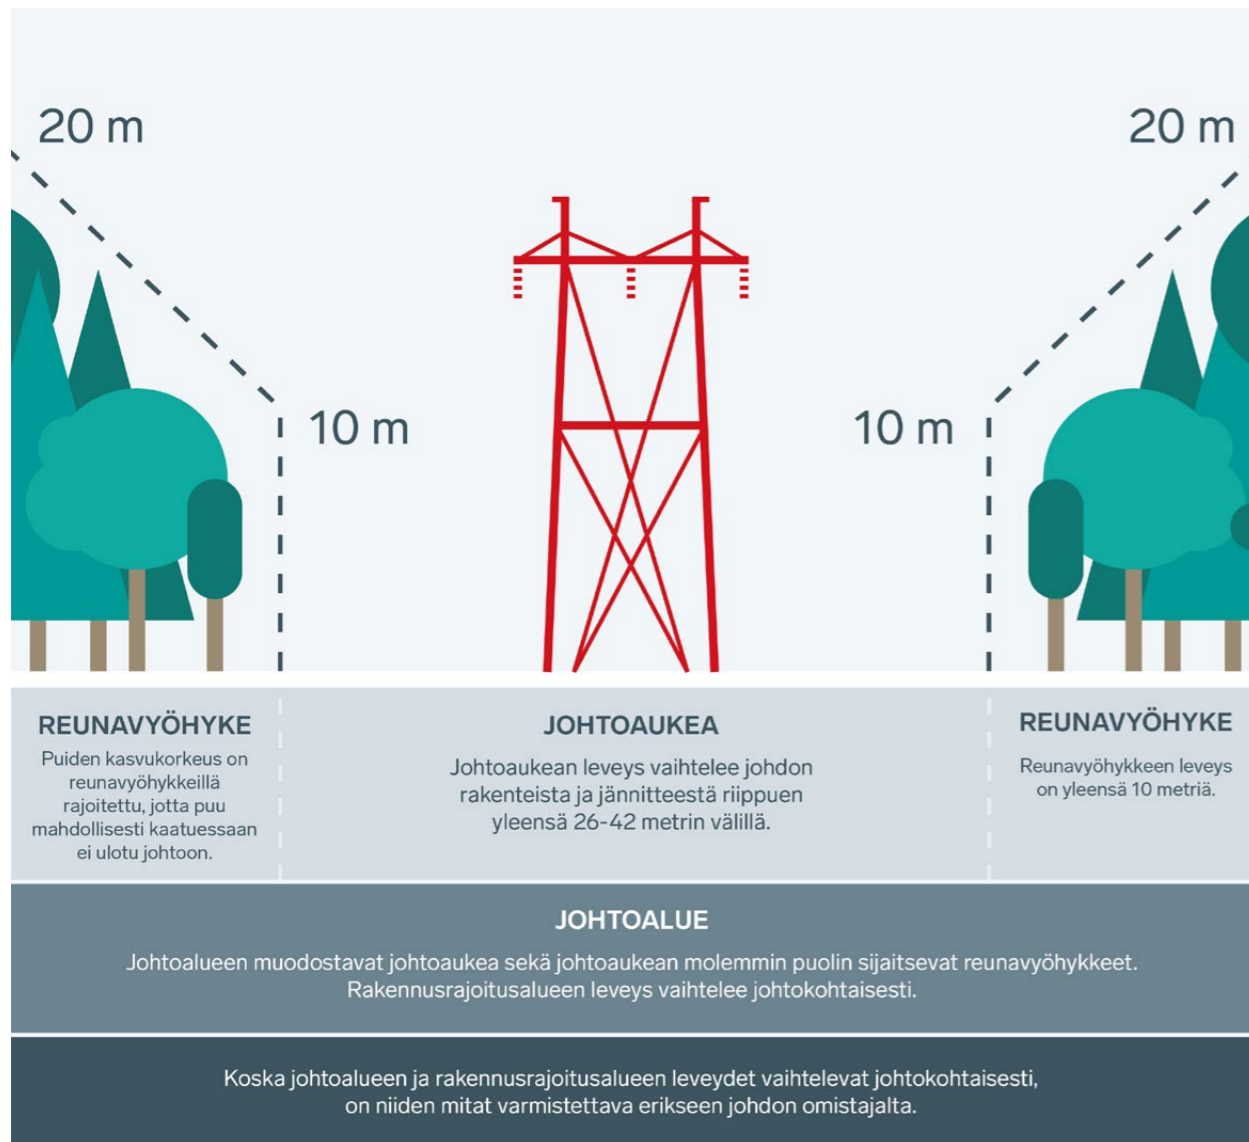 20 m
20 m
10 m
10 m
REUNAVYÖHYKE
Puiden kasvukorkeus on
reunavyöhykkeillä
rajoitettu, jotta puu
mahdollisesti kaatuessaan
ei ulotu johtoon.
JOHTOAUKEA
Johtoaukean leveys vaihtelee johdon
rakenteista ja jännitteestä riippuen
yleensä 26-42 metrin välillä.
REUNAVYÖHYKE
Reunavyöhykkeen leveys
on yleensä 10 metriä.
JOHTOALUE
Johtoalueen muodostavat johtoaukea sekä johtoaukean molemmin puolin sijaitsevat reunavyöhykkeet.
Rakennusrajoitusalueen leveys vaihtelee johtokohtaisesti.
Koska johtoalueen ja rakennusrajoitusalueen leveydet vaihtelevat johtokohtaisesti,
on niiden mitat varmistettava erikseen johdon omistajalta.